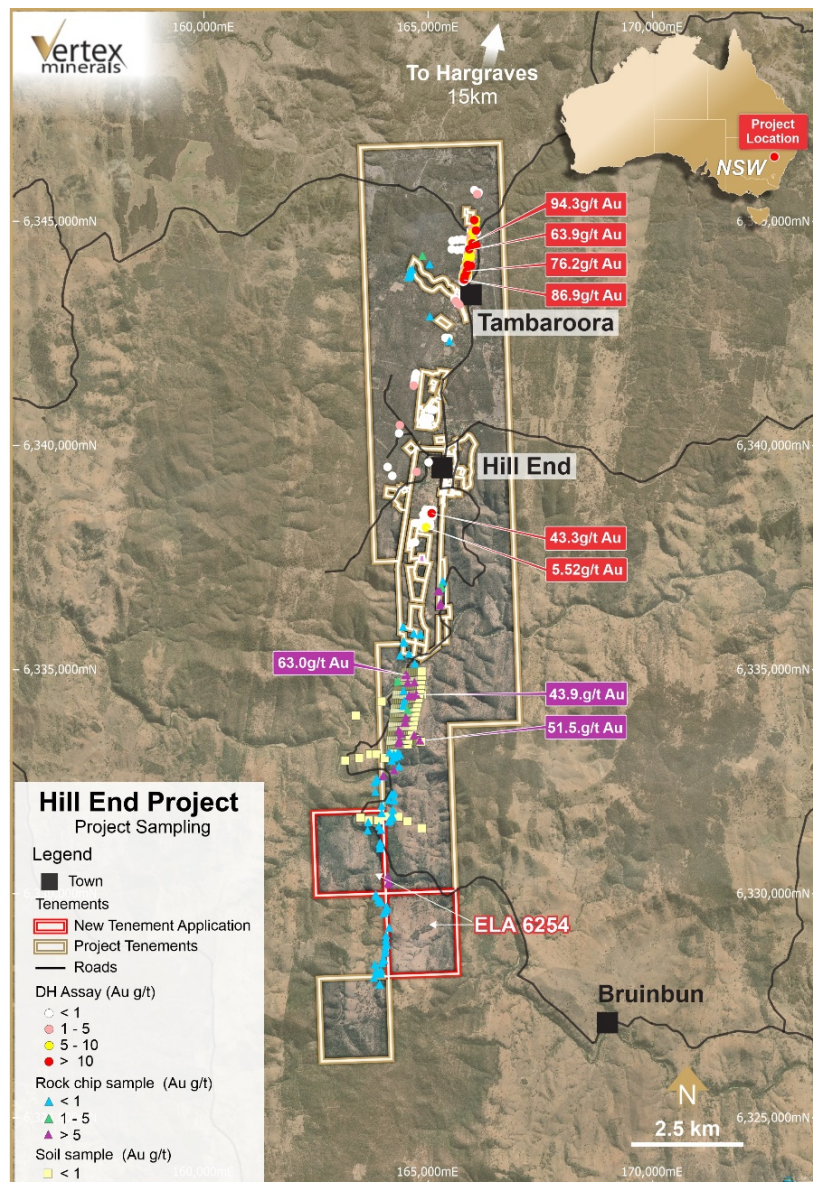 Vertex
minerals
160,000mE
165,000mE
170,000mE
To Hargraves
15km
Project
Location
NSW
6,345,000mN
6,345,000mN
94.3g/t Au
63.9g/t Au
76.2g/t Au
86.9g/t Au
Tambaroora
6,340,000mN
6,340,000mN
Hill End
43.3g/t Au
5.52g/t Au
6,335,000mN
6,335,000mN
63.0g/t Au
43.9.g/t Au
51.5.g/t Au
Hill End Project
Project Sampling
Legend
Town
Tenements
New Tenement Application
Project Tenements
Roads
DH Assay (Au g/t)
< 1
1 - 5
5 - 10
> 10
Rock chip sample (Au g/t)
< 1
1 - 5
> 5
Soil sample (Au g/t)
< 1
6,330,000mN
ELA 6254
Bruinbun
N
2.5 km
6,325,000mN
160,000mE
165,000mE
170,000mE